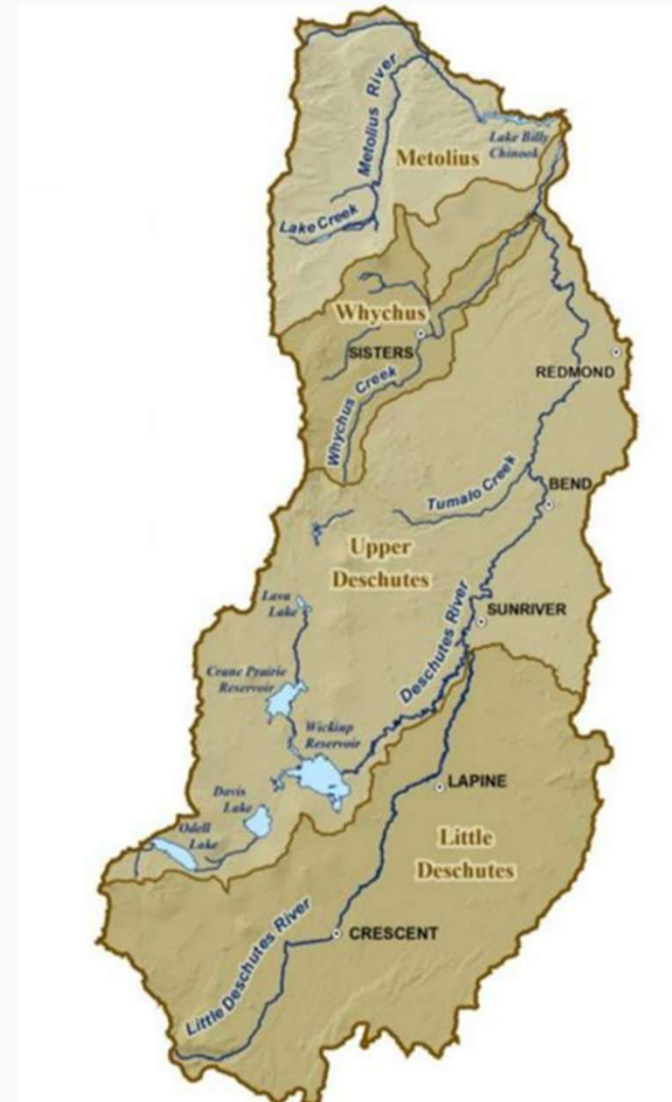 Metolius River
Lake Billy
Chinook
Metolius
Lake Creek
Whychus
SISTERS
Whychus Creek
REDMOND
Tumalo Creek
BEND
Upper
Deschutes
Lava
Lake
Deschutes River
SUNRIVER
Crane Prairie
Reservoir
Wickiup
Reservoir
LAPINE
Davis
Lake
Odell
Lake
Little
Deschutes
Little Deschutes River
CRESCENT